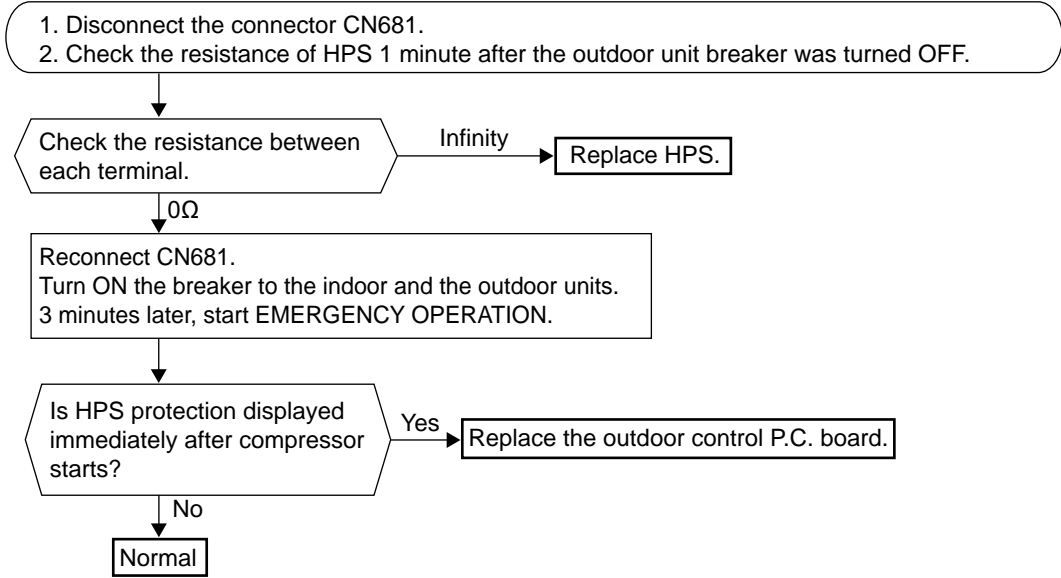 1. Disconnect the connector CN681.
2. Check the resistance of HPS 1 minute after the outdoor unit breaker was turned OFF.
Check the resistance between
each terminal.
Infinity
Replace HPS.
0Ω
Reconnect CN681.
Turn ON the breaker to the indoor and the outdoor units.
3 minutes later, start EMERGENCY OPERATION.
Is HPS protection displayed
immediately after compressor
starts?
Yes
Replace the outdoor control P.C. board.
No
Normal